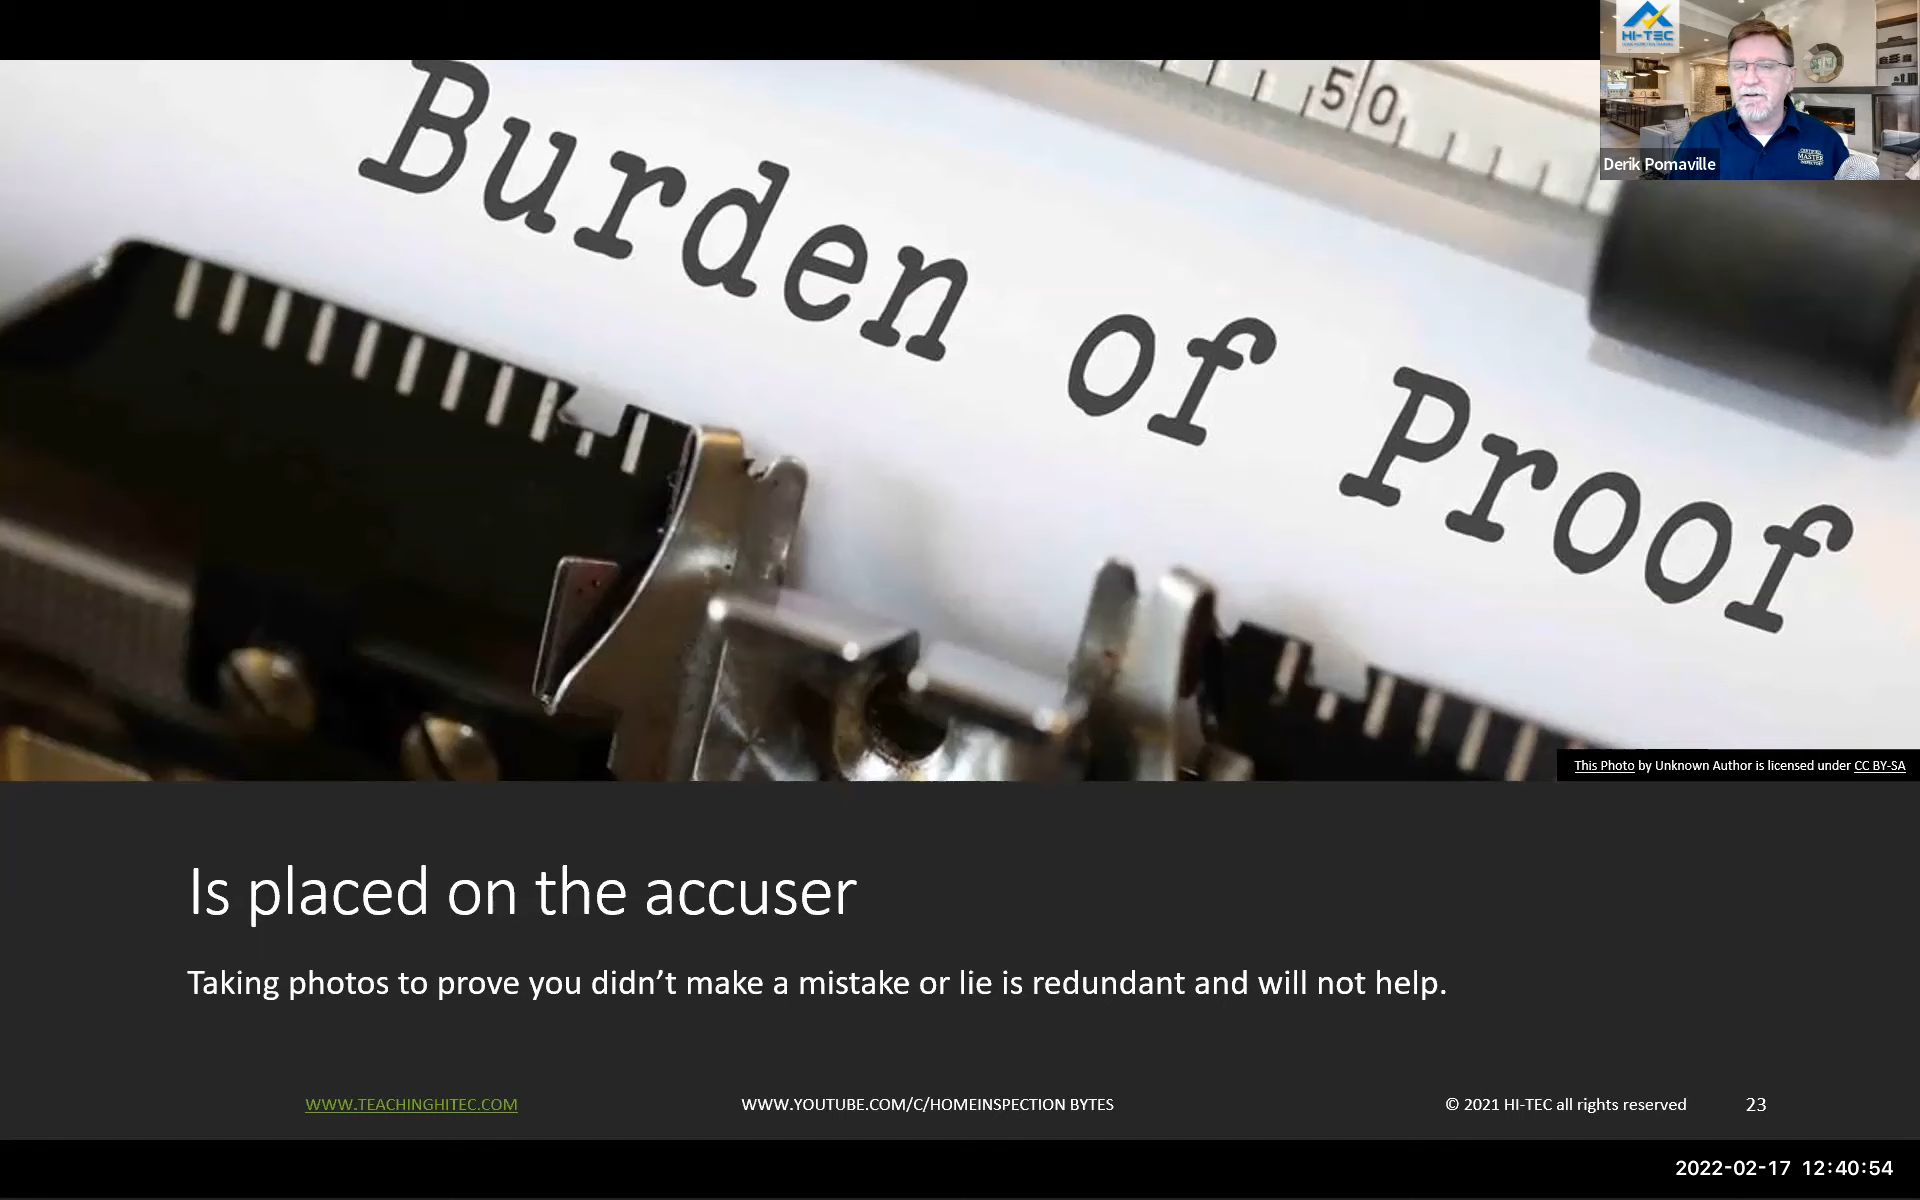 HI-TEC
Derik Pomaville
50
Burden of Proof
This Photo by Unknown Author is licensed under CC BY-SA
Is placed on the accuser
Taking photos to prove you didn’t make a mistake or lie is redundant and will not help.
WWW.TEACHINGHITEC.COM
WWW.YOUTUBE.COM/C/HOMEINSPECTION BYTES
© 2021 HI-TEC all rights reserved
23
2022-02-17 12:40:54